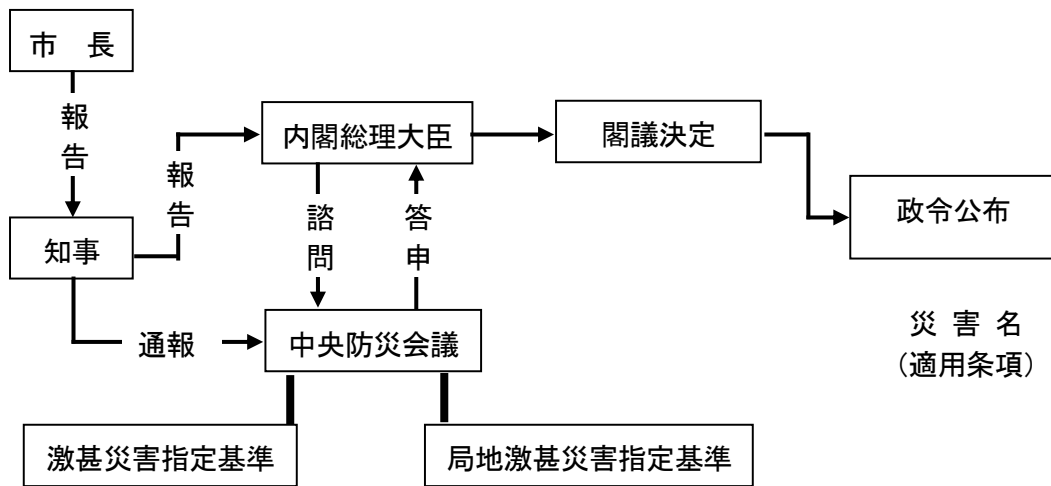 市　長
報告
報告
内閣総理大臣
閣議決定
知事
諮問
答申
政令公布
通報
中央防災会議
災 害 名
（適用条項）
激甚災害指定基準
局地激甚災害指定基準